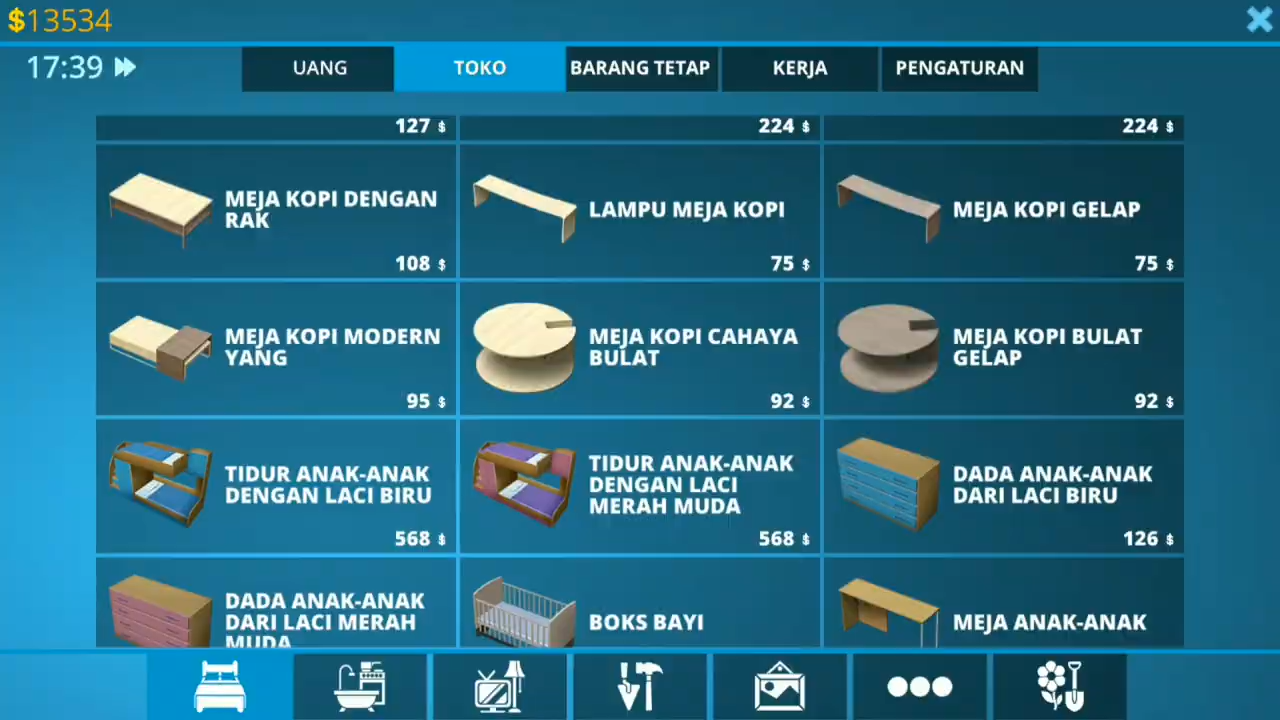 $13534
17:39
UANG
TOKO
BARANG TETAP
KERJA
PENGATURAN
127 $
224 $
224 $
MEJA KOPI DENGAN
RAK
108 $
LAMPU MEJA KOPI
75 $
MEJA KOPI GELAP
75 $
MEJA KOPI MODERN
YANG
95 $
MEJA KOPI CAHAYA
BULAT
92 $
MEJA KOPI BULAT
GELAP
92 $
TIDUR ANAK-ANAK
DENGAN LACI BIRU
568 $
TIDUR ANAK-ANAK
DENGAN LACI
MERAH MUDA
568 $
DADA ANAK-ANAK
DARI LACI BIRU
126 $
DADA ANAK-ANAK
DARI LACI MERAH
MUDA
BOKS BAYI
MEJA ANAK-ANAK